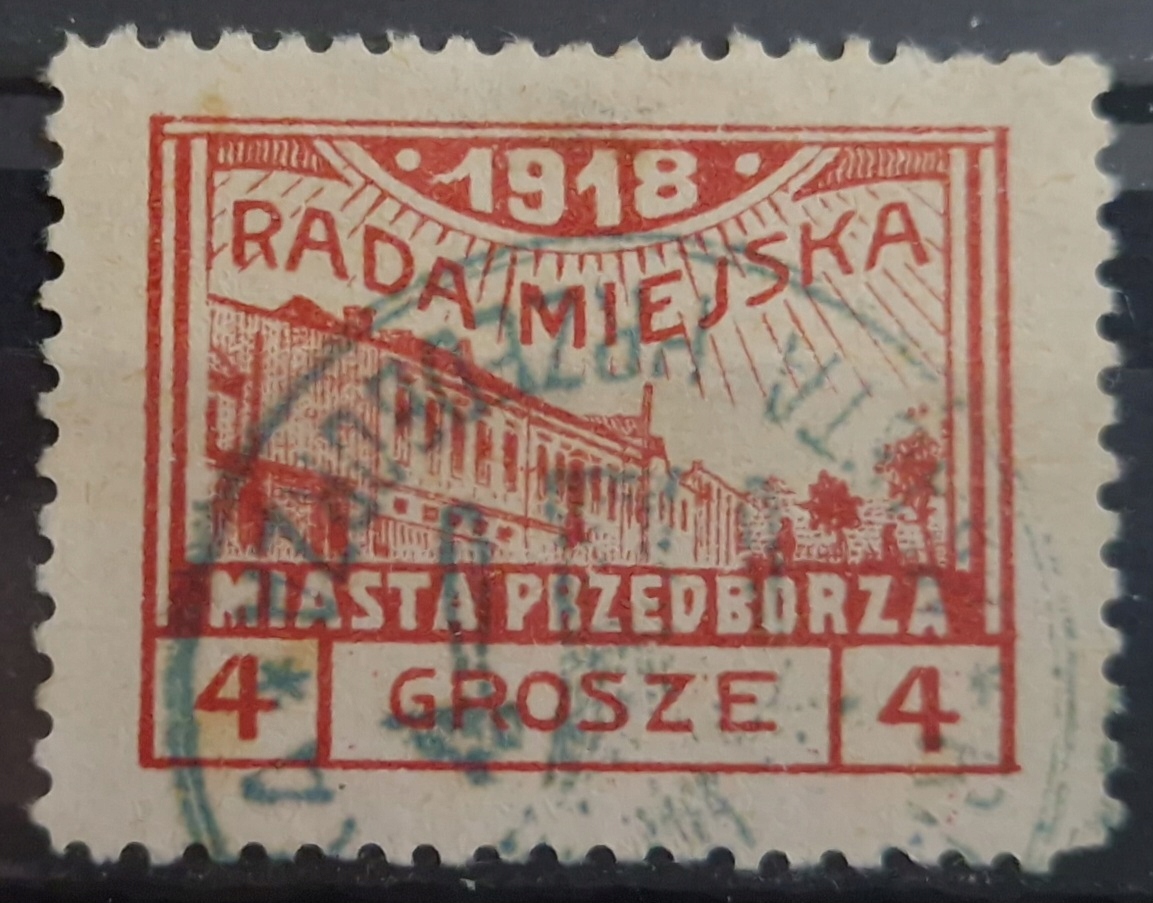 1918
RADA MIEJSKA
MIASTA PRZEDBORZA
4 GROSZE 4